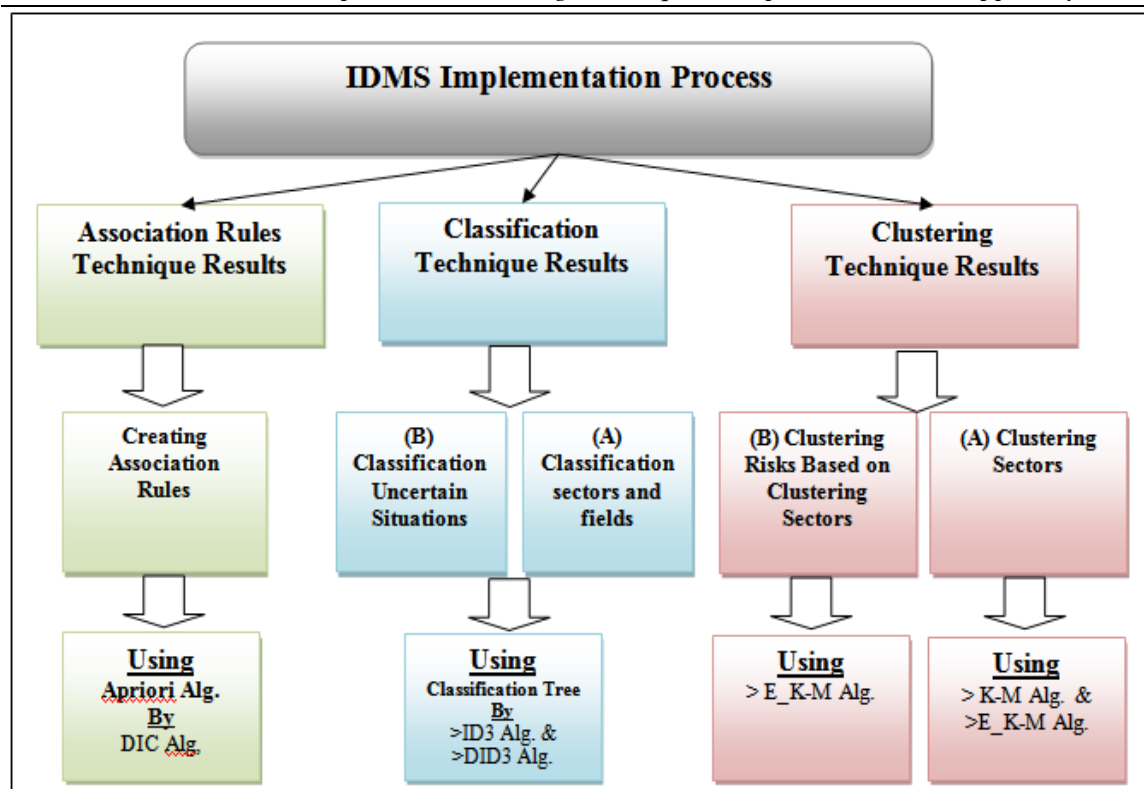 IDMS Implementation Process
Association Rules
Technique Results
Classification
Technique Results
Clustering
Technique Results
Creating
Association
Rules
(B)
Classification
Uncertain
Situations
(A)
Classification
sectors and
fields
(B) Clustering
Risks Based on
Clustering
Sectors
(A) Clustering
Sectors
Using
Apriori Alg.
By
DIC Alg,
Using
Classification Tree
By
>ID3 Alg. &
>DID3 Alg.
Using
> E_K-M Alg.
Using
> K-M Alg. &
>E_K-M Alg.